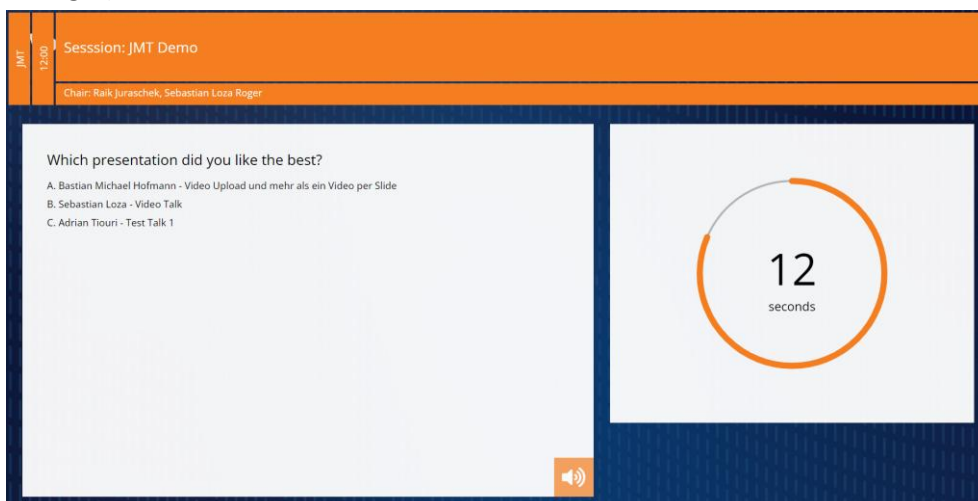 JMT
12:00
Sesssion: JMT Demo
Chair: Raik Juraschek, Sebastian Loza Roger
Which presentation did you like the best?
A. Bastian Michael Hofmann - Video Upload und mehr als ein Video per Slide
B. Sebastian Loza - Video Talk
C. Adrian Tiouri - Test Talk 1
12
seconds